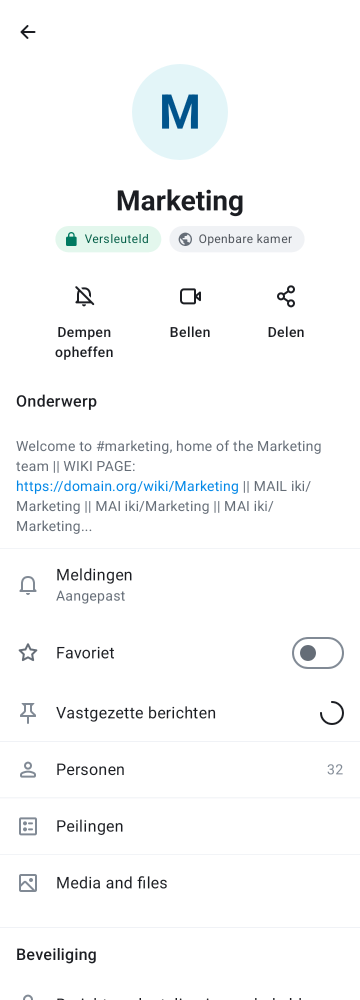 M
Marketing
Versleuteld
Openbare kamer
Dempen
opheffen
Bellen
Delen
Onderwerp
Welcome to #marketing, home of the Marketing
team || WIKI PAGE:
https://domain.org/wiki/Marketing || MAIL iki/
Marketing || MAI iki/Marketing || MAI iki/
Marketing...
Meldingen
Aangepast
Favoriet
Vastgezette berichten
Personen 32
Peilingen
Media and files
Beveiliging